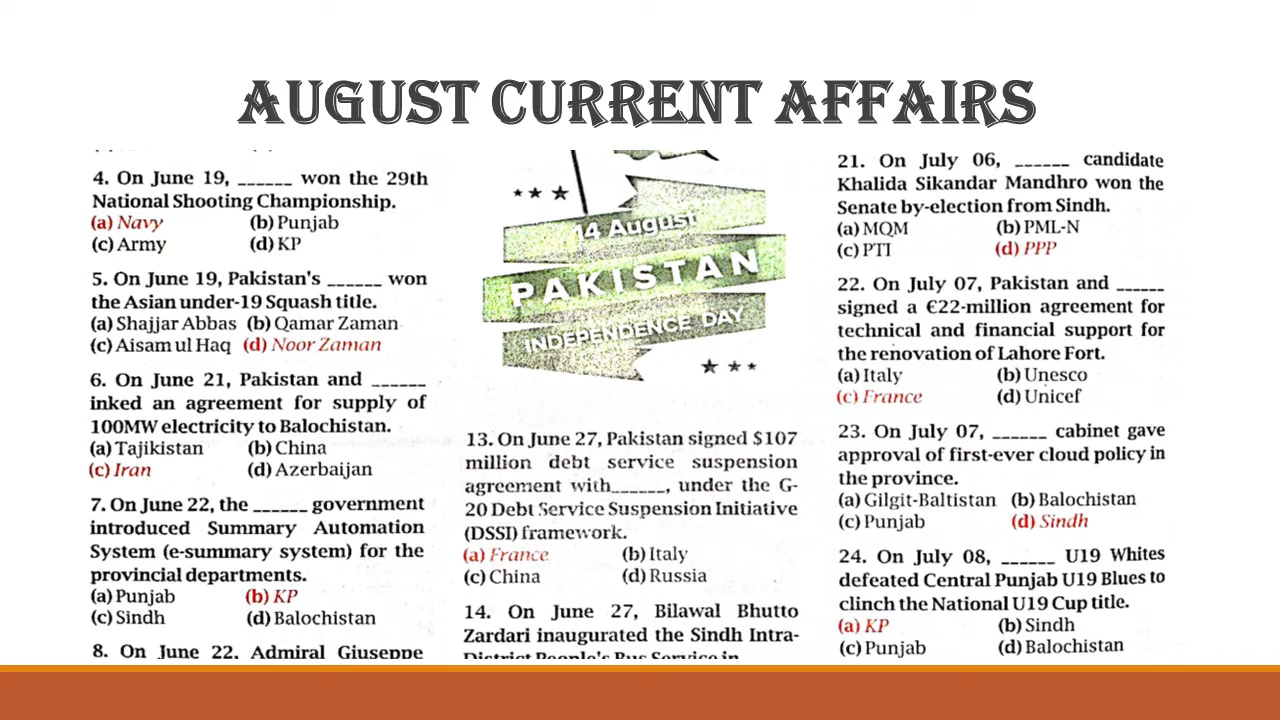 AUGUST CURRENT AFFAIRS
4. On June 19, ______ won the 29th
National Shooting Championship.
(a) Navy (b) Punjab
(c) Army (d) KP
5. On June 19, Pakistan's ______ won
the Asian under-19 Squash title.
(a) Shajjar Abbas (b) Qamar Zaman
(c) Aisam ul Haq (d) Noor Zaman
6. On June 21, Pakistan and ______
inked an agreement for supply of
100MW electricity to Balochistan.
(a) Tajikistan (b) China
(c) Iran (d) Azerbaijan
7. On June 22, the ______ government
introduced Summary Automation
System (e-summary system) for the
provincial departments.
(a) Punjab (b) KP
(c) Sindh (d) Balochistan
8. On June 22, Admiral Giuseppe
14 August
PAKISTAN
INDEPENDENCE DAY
13. On June 27, Pakistan signed $107
million debt service suspension
agreement with______, under the G-
20 Debt Service Suspension Initiative
(DSSI) framework.
(a) France (b) Italy
(c) China (d) Russia
14. On June 27, Bilawal Bhutto
Zardari inaugurated the Sindh Intra-
District People's Bus Service in
21. On July 06, ______ candidate
Khalida Sikandar Mandhro won the
Senate by-election from Sindh.
(a) MQM (b) PML-N
(c) PTI (d) PPP
22. On July 07, Pakistan and ______
signed a €22-million agreement for
technical and financial support for
the renovation of Lahore Fort.
(a) Italy (b) Unesco
(c) France (d) Unicef
23. On July 07, ______ cabinet gave
approval of first-ever cloud policy in
the province.
(a) Gilgit-Baltistan (b) Balochistan
(c) Punjab (d) Sindh
24. On July 08, ______ U19 Whites
defeated Central Punjab U19 Blues to
clinch the National U19 Cup title.
(a) KP (b) Sindh
(c) Punjab (d) Balochistan